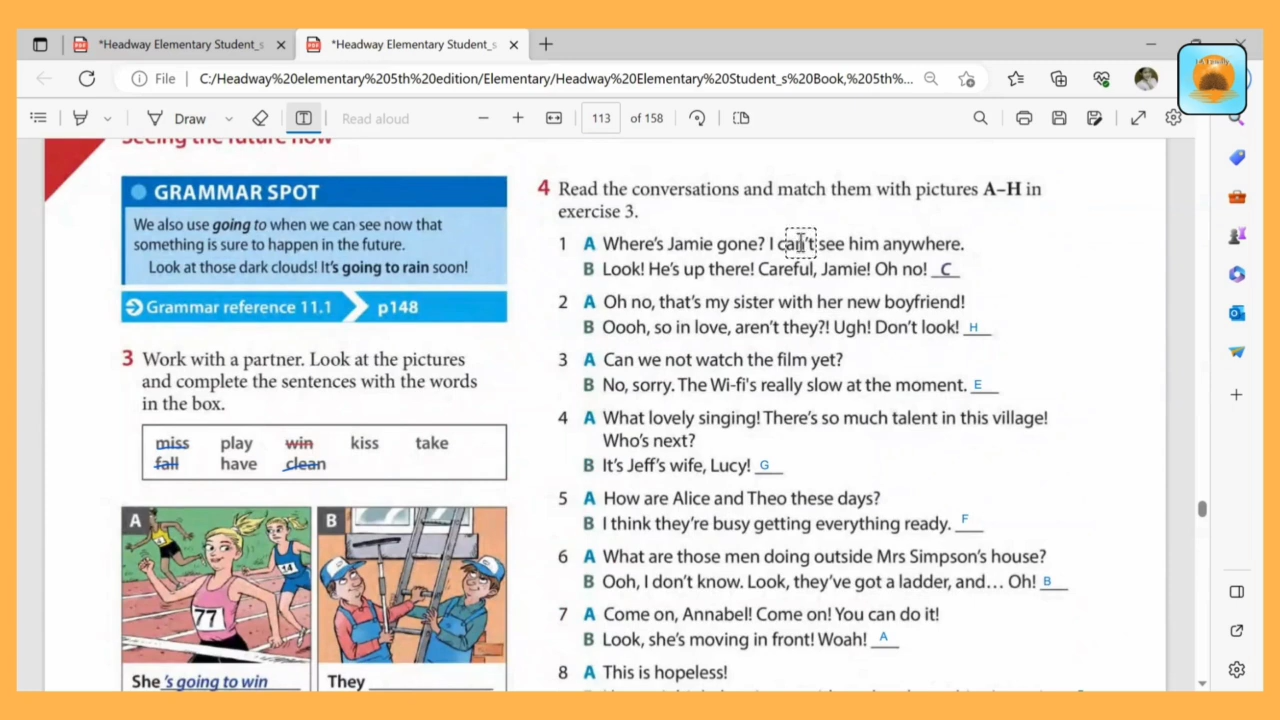 *Headway Elementary Student_s
*Headway Elementary Student_s
File
C:/Headway%20elementary%205th%20edition/Elementary/Headway%20Elementary%20Student_s%20Book,%205th%...
Draw
Read aloud
113 of 158
Seeing the future now
GRAMMAR SPOT
We also use going to when we can see now that
something is sure to happen in the future.
Look at those dark clouds! It's going to rain soon!
Grammar reference 11.1 p148
3 Work with a partner. Look at the pictures
and complete the sentences with the words
in the box.
miss play win kiss take
fall have clean
A
77
14
B
She 's going to win
They
4 Read the conversations and match them with pictures A–H in
exercise 3.
1 A Where's Jamie gone? I can't see him anywhere.
B Look! He's up there! Careful, Jamie! Oh no! C
2 A Oh no, that's my sister with her new boyfriend!
B Oooh, so in love, aren't they?! Ugh! Don't look! H
3 A Can we not watch the film yet?
B No, sorry. The Wi-fi's really slow at the moment. E
4 A What lovely singing! There's so much talent in this village!
Who's next?
B It's Jeff's wife, Lucy! G
5 A How are Alice and Theo these days?
B I think they're busy getting everything ready. F
6 A What are those men doing outside Mrs Simpson's house?
B Ooh, I don't know. Look, they've got a ladder, and… Oh! B
7 A Come on, Annabel! Come on! You can do it!
B Look, she's moving in front! Woah! A
8 A This is hopeless!